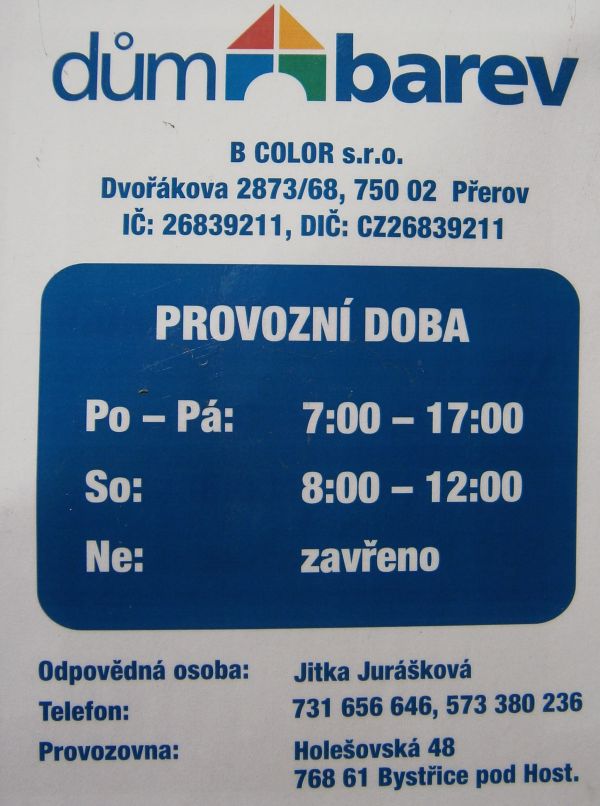 dům barev
B COLOR s.r.o.
Dvořákova 2873/68, 750 02 Přerov
IČ: 26839211, DIČ: CZ26839211
PROVOZNÍ DOBA
Po – Pá: 7:00 – 17:00
So: 8:00 – 12:00
Ne: zavřeno
Odpovědná osoba: Jitka Jurášková
Telefon: 731 656 646, 573 380 236
Provozovna: Holešovská 48
768 61 Bystřice pod Host.